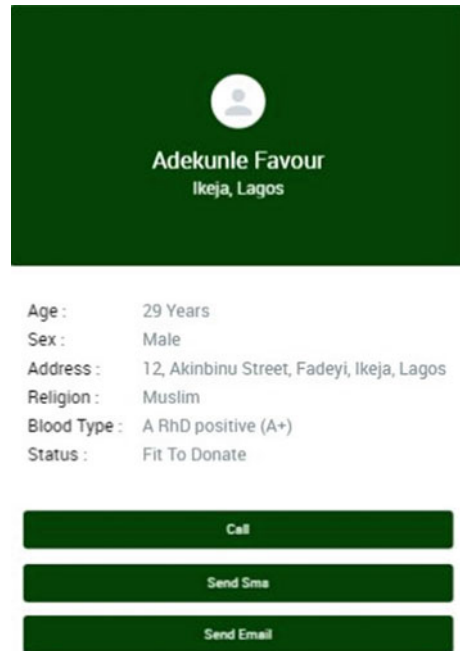 Adekunle Favour
Ikeja, Lagos
Age : 29 Years
Sex : Male
Address : 12, Akinbinu Street, Fadeyi, Ikeja, Lagos
Religion : Muslim
Blood Type : A RhD positive (A+)
Status : Fit To Donate
Call
Send Sms
Send Email